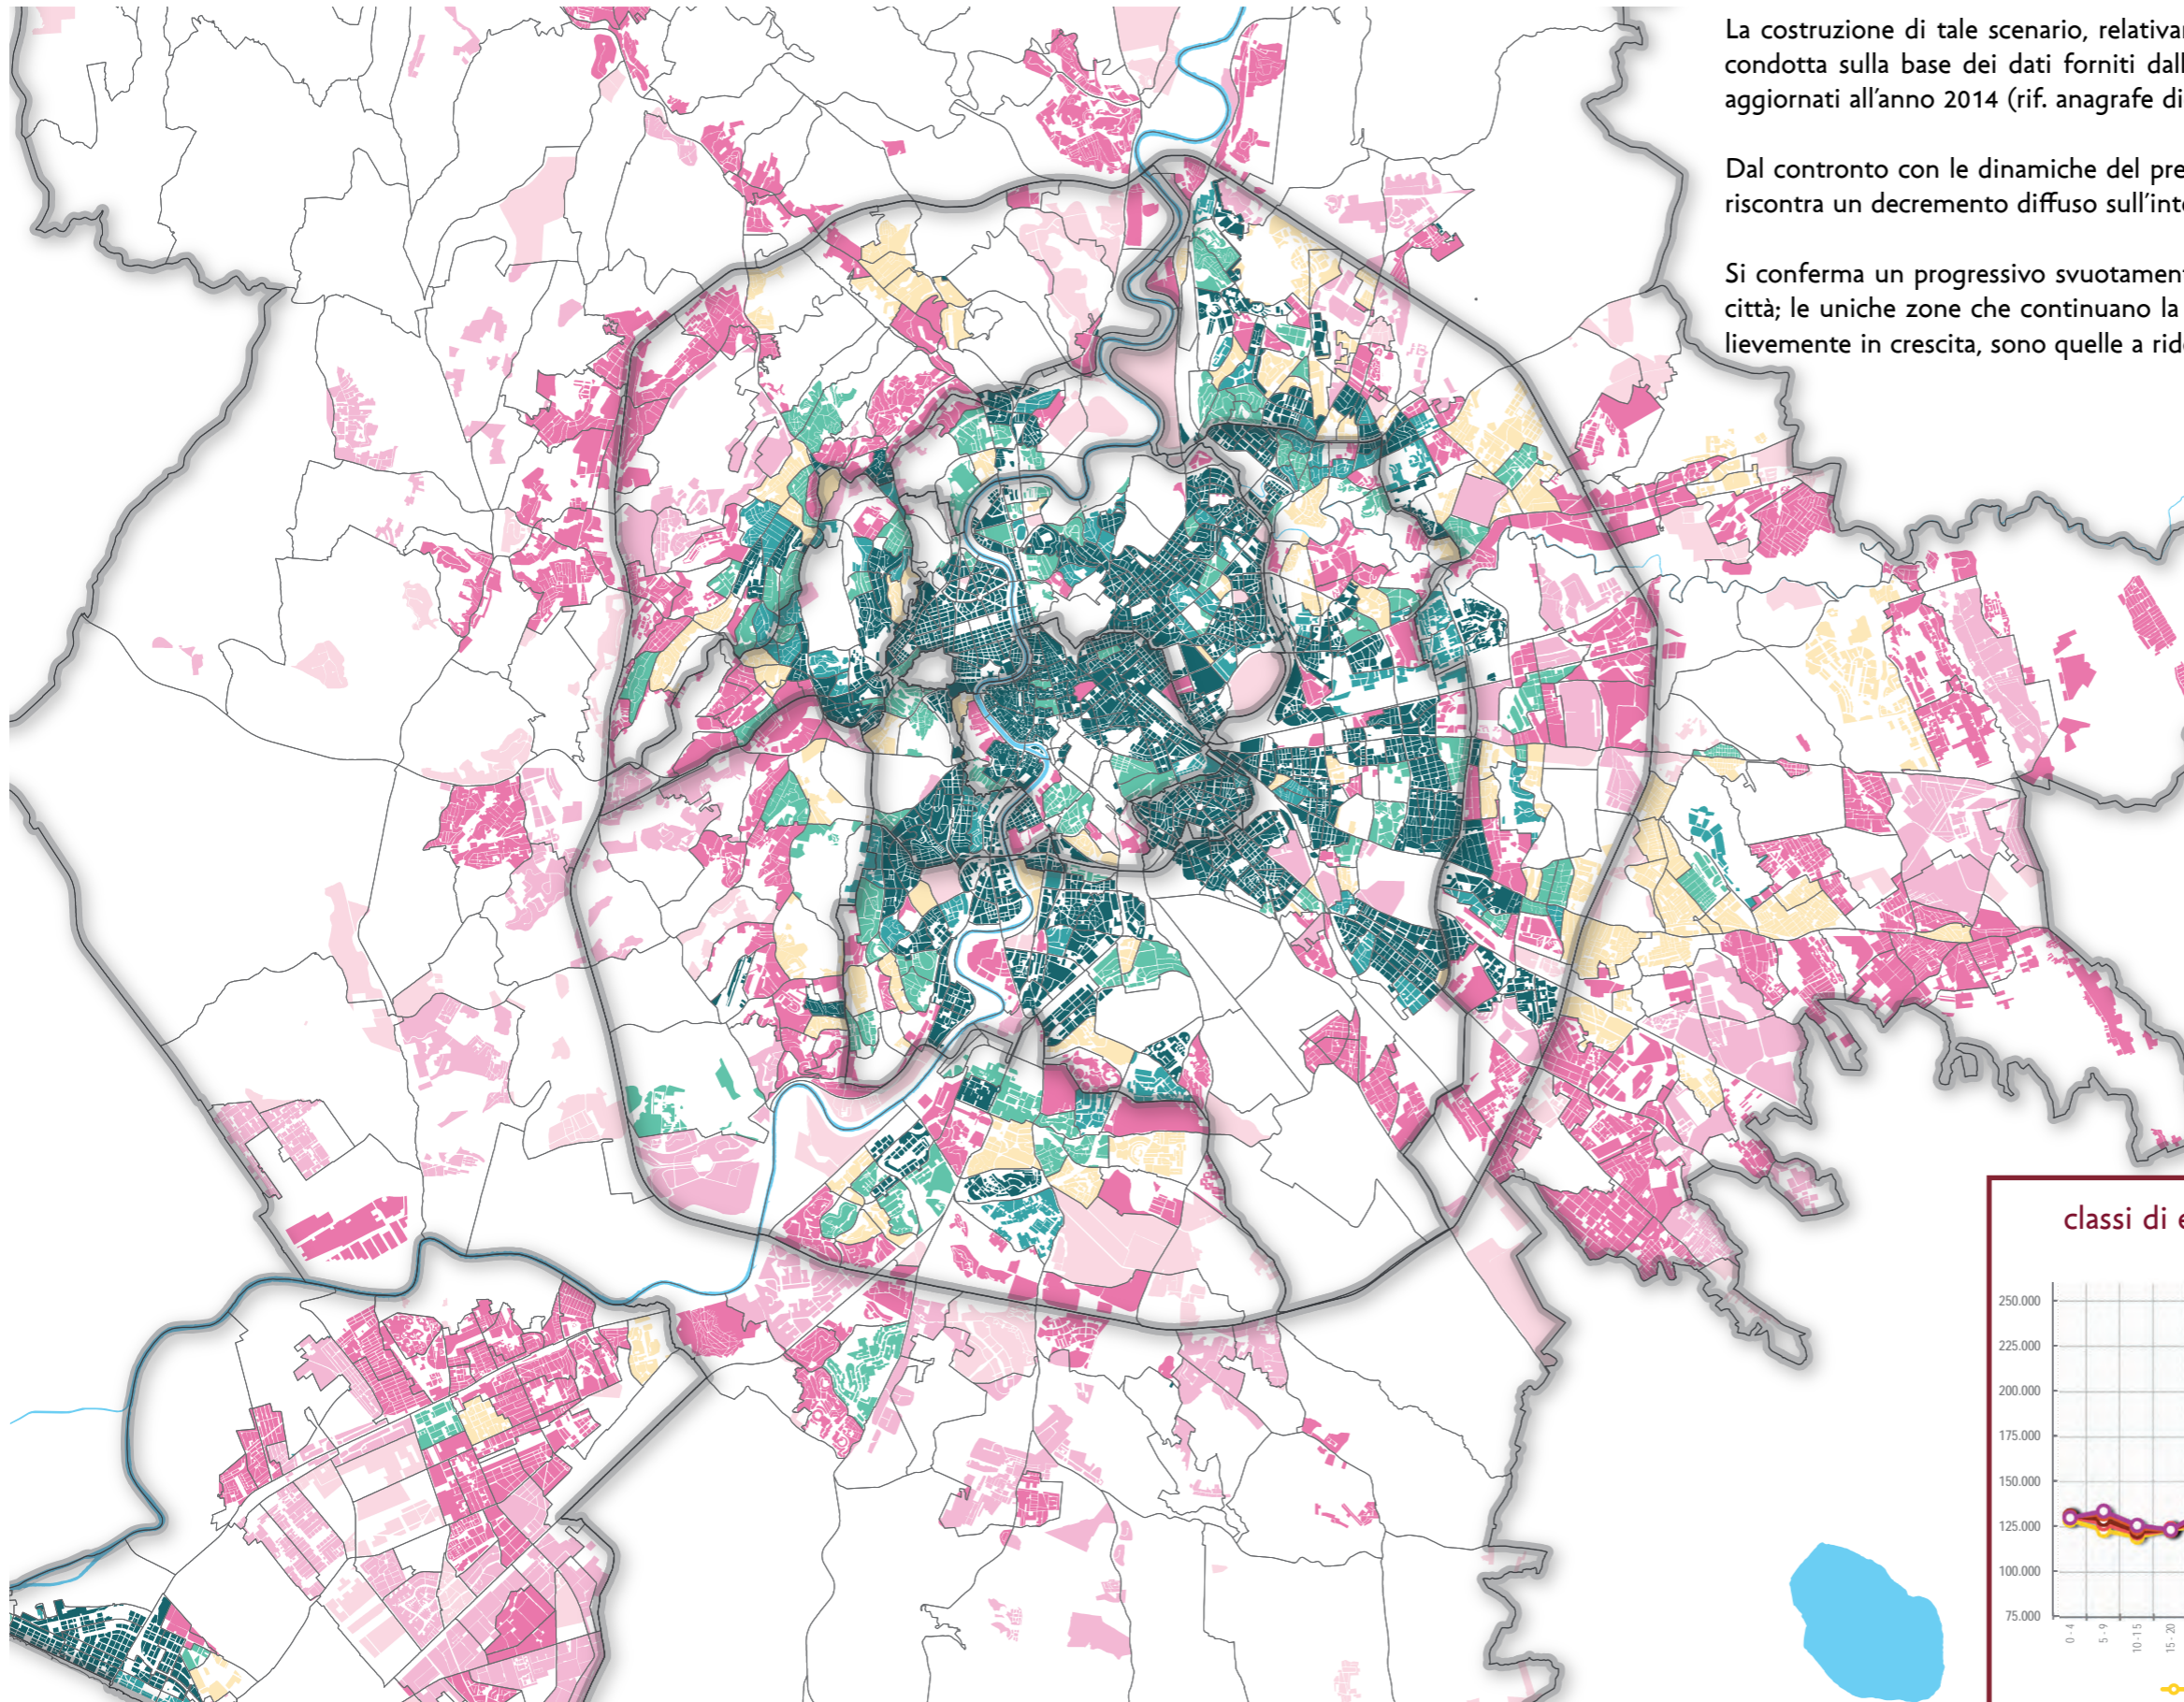 La costruzione di tale scenario, relativa
condotta sulla base dei dati forniti dall
aggiornati all'anno 2014 (rif. anagrafe di
Dal contronto con le dinamiche del pre
riscontra un decremento diffuso sull'int
Si conferma un progressivo svuotamen
città; le uniche zone che continuano la
lievemente in crescita, sono quelle a rid
classi di e
250.000
225.000
200.000
175.000
150.000
125.000
100.000
75.000
0 - 4
5 - 9
10 - 15
15 - 20